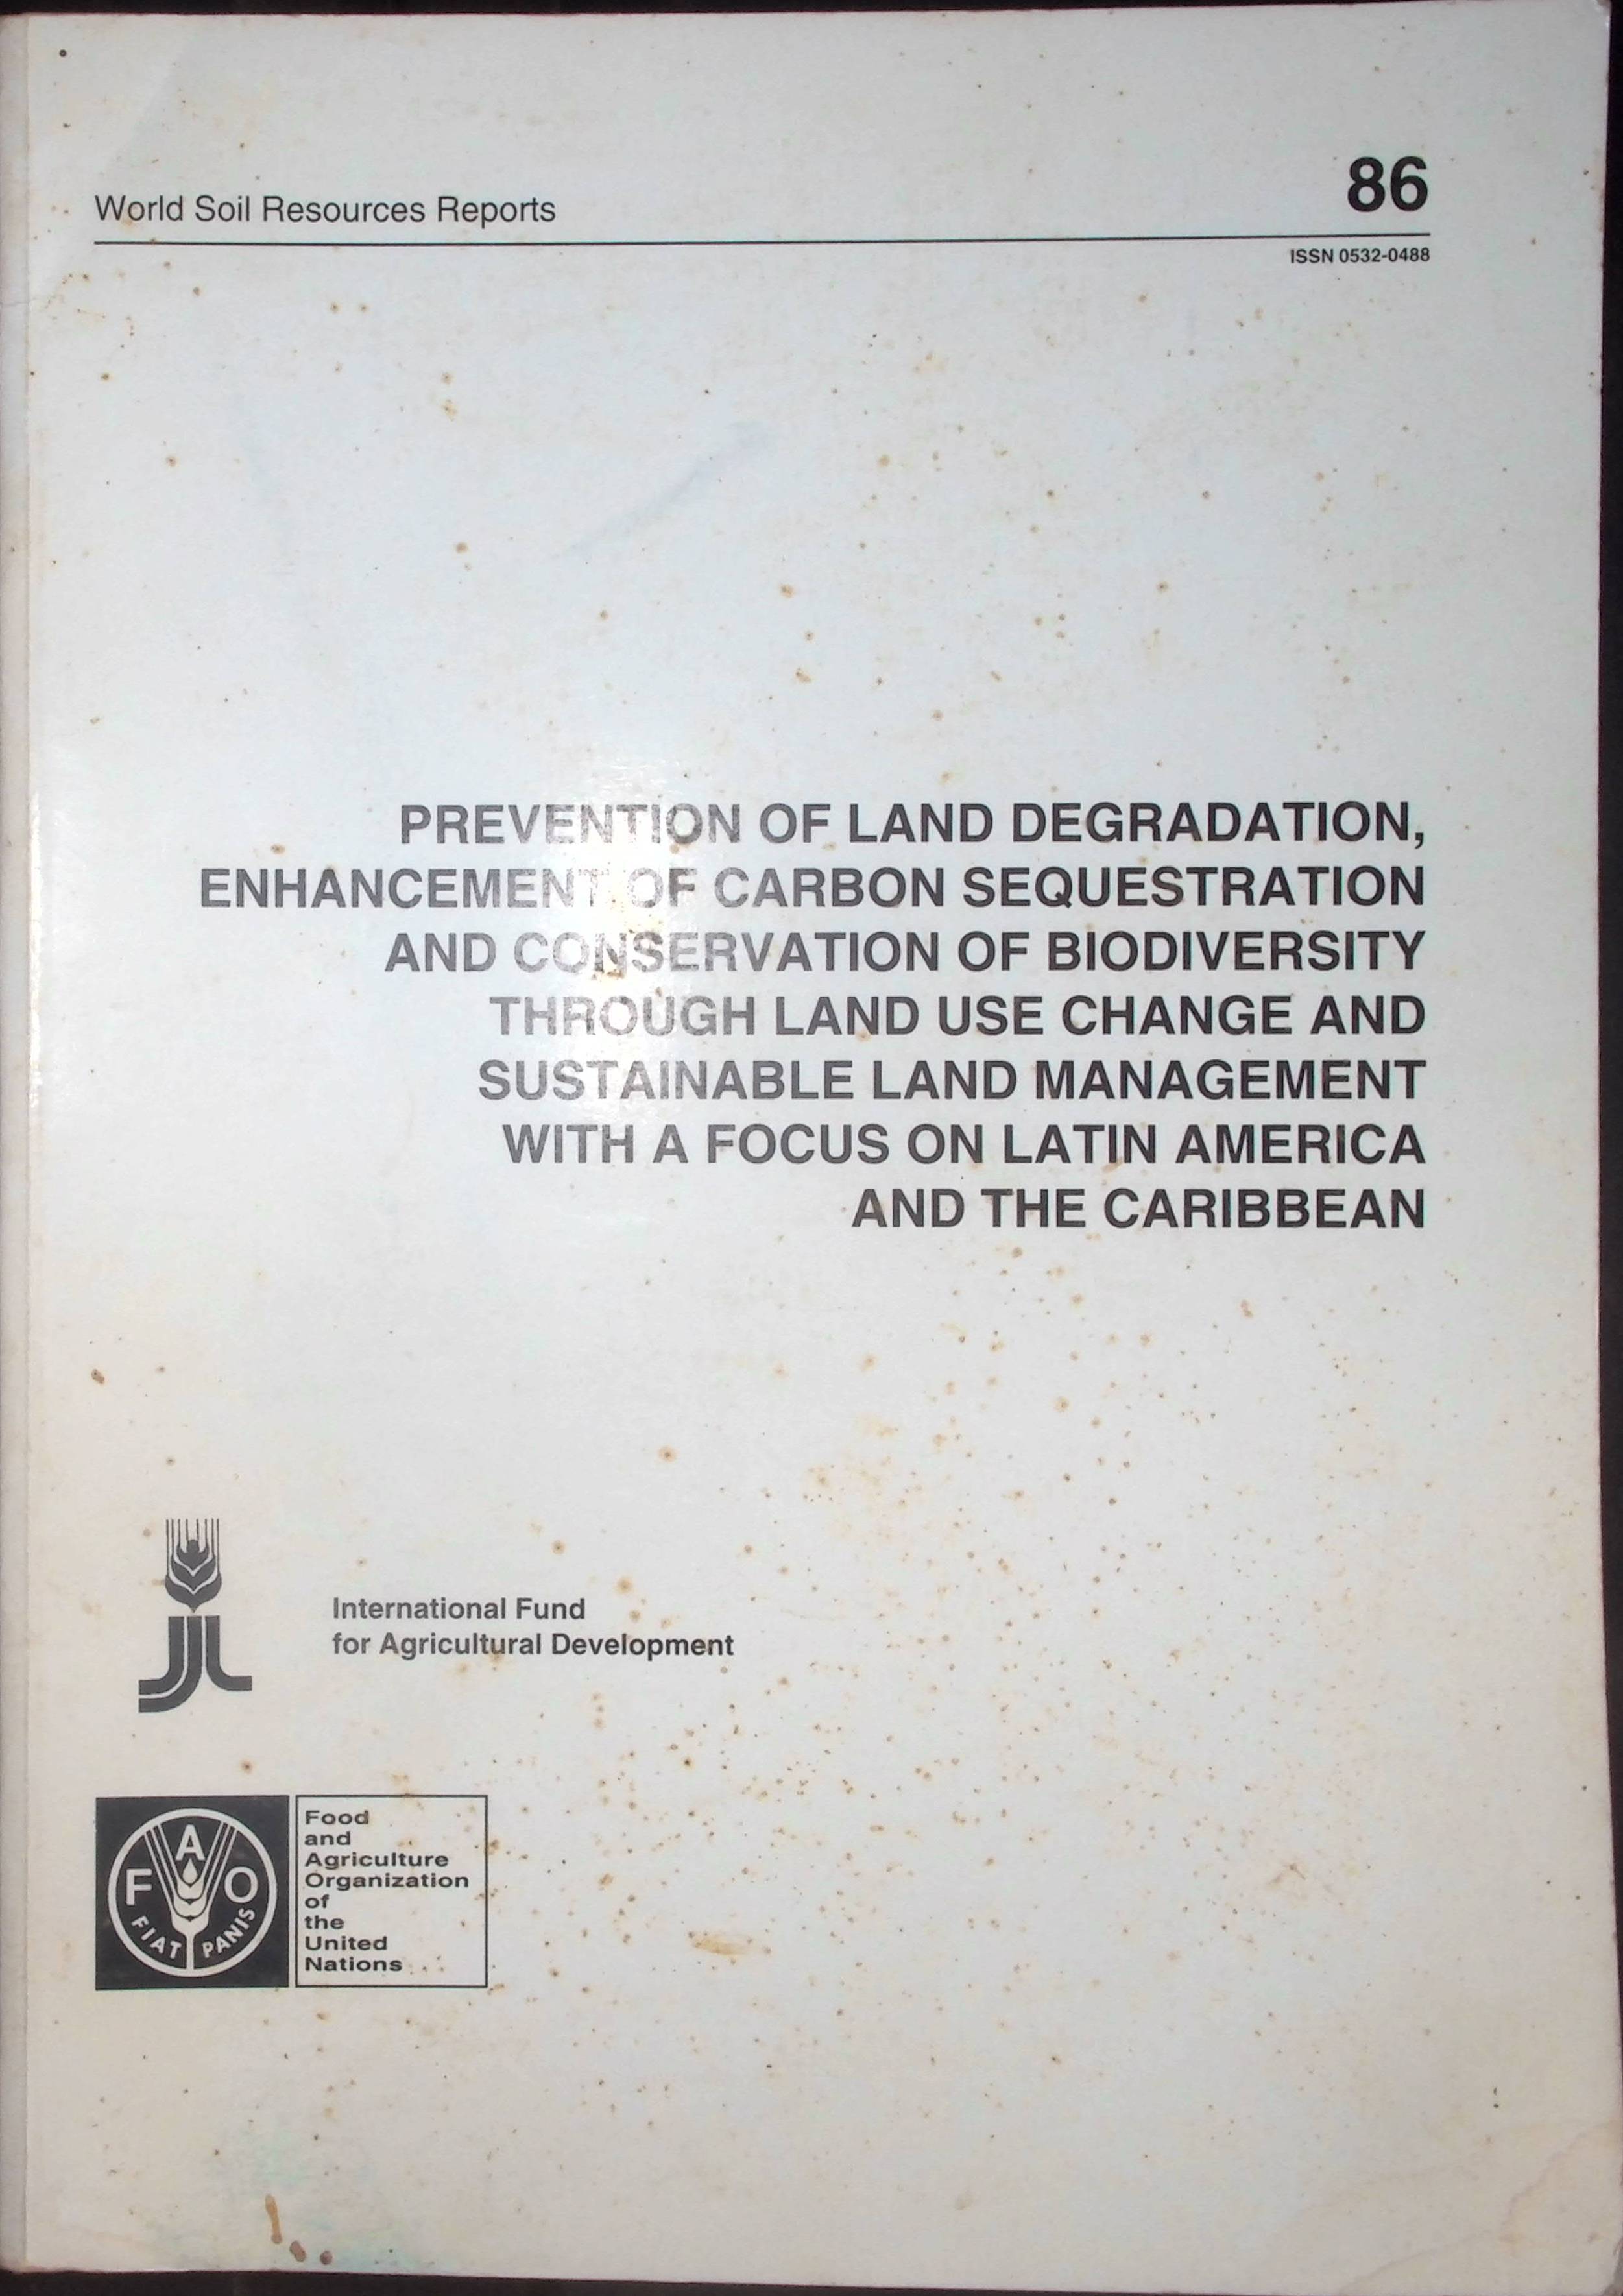 World Soil Resources Reports
86
ISSN 0532-0488
PREVENTION OF LAND DEGRADATION,
ENHANCEMENT OF CARBON SEQUESTRATION
AND CONSERVATION OF BIODIVERSITY
THROUGH LAND USE CHANGE AND
SUSTAINABLE LAND MANAGEMENT
WITH A FOCUS ON LATIN AMERICA
AND THE CARIBBEAN
International Fund
for Agricultural Development
F A O
FIAT PANIS
Food
and
Agriculture
Organization
of
the
United
Nations